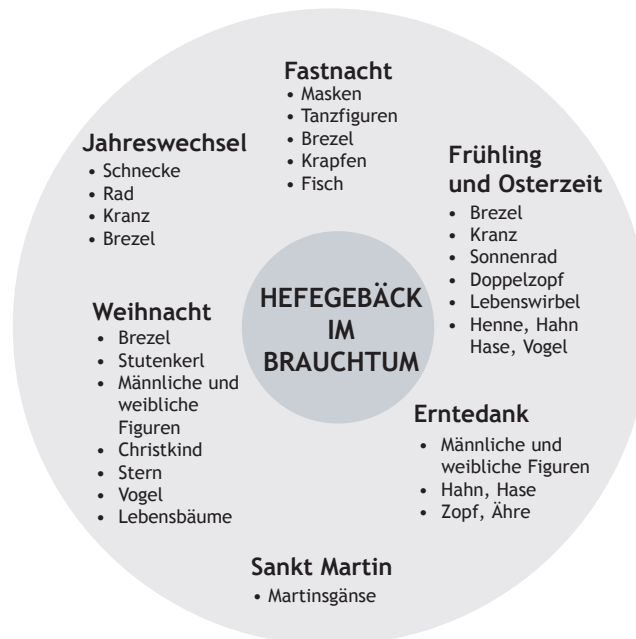 Fastnacht
• Masken
• Tanzfiguren
• Brezel
• Krapfen
• Fisch
Jahreswechsel
• Schnecke
• Rad
• Kranz
• Brezel
Frühling
und Osterzeit
• Brezel
• Kranz
• Sonnenrad
• Doppelzopf
• Lebenswirbel
• Henne, Hahn
Hase, Vogel
HEFEGEBÄCK
IM
BRAUCHTUM
Weihnacht
• Brezel
• Stutenkerl
• Männliche und
weibliche
Figuren
• Christkind
• Stern
• Vogel
• Lebensbäume
Erntedank
• Männliche und
weibliche Figuren
• Hahn, Hase
• Zopf, Ähre
Sankt Martin
• Martinsgänse